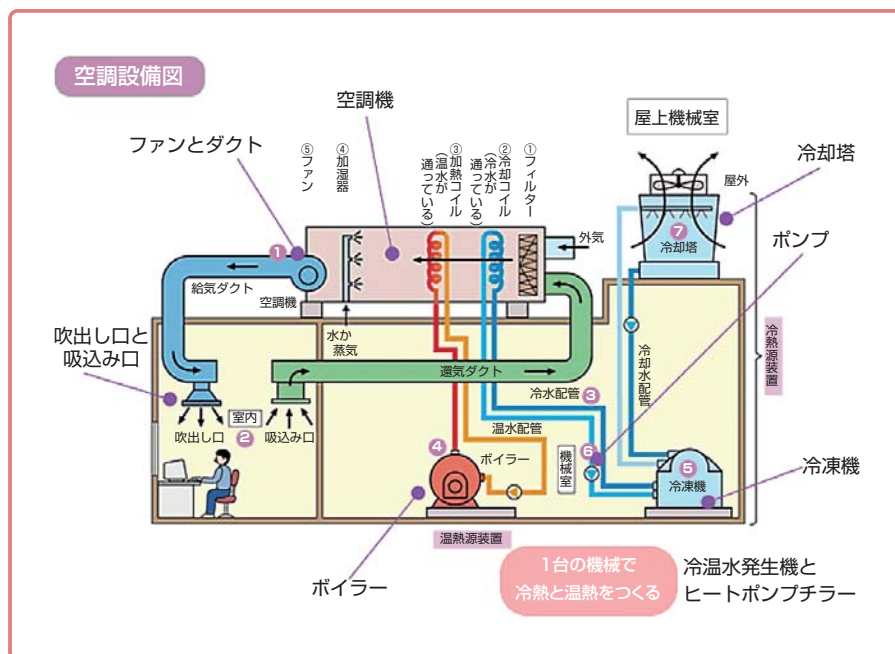 空調設備図
空調機
ファンとダクト
⑤ファン
④加湿器
③加熱コイル
(温水が
通っている)
②冷却コイル
(冷水が
通っている)
①フィルター
屋上機械室
冷却塔
屋外
ポンプ
外気
7
冷却塔
1
給気ダクト
空調機
水か
蒸気
吹出し口と
吸込み口
還気ダクト
冷却水配管
冷熱源装置
冷水配管 3
室内
2
吹出し口
吸込み口
温水配管
4
ボイラー
機械室
6
5
冷凍機
冷凍機
温熱源装置
ボイラー
1台の機械で
冷熱と温熱をつくる
冷温水発生機と
ヒートポンプチラー